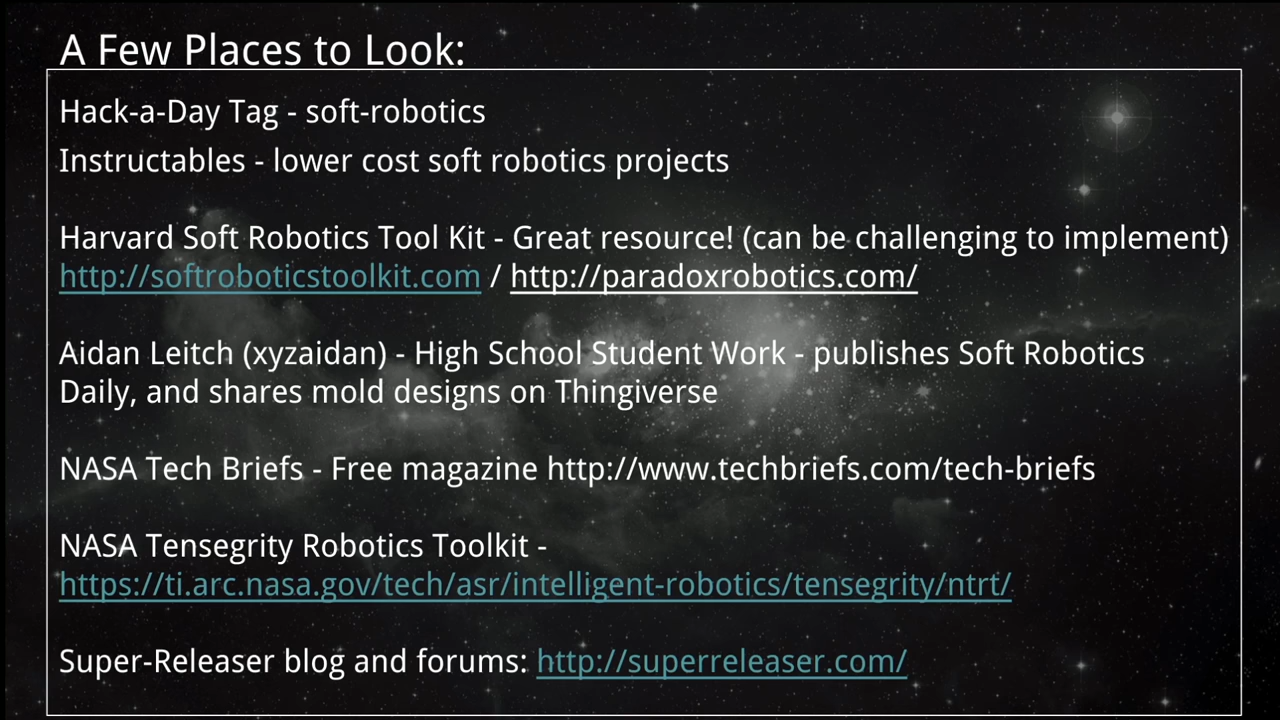 A Few Places to Look:
Hack-a-Day Tag - soft-robotics
Instructables - lower cost soft robotics projects
Harvard Soft Robotics Tool Kit - Great resource! (can be challenging to implement)
http://softroboticstoolkit.com / http://paradoxrobotics.com/
Aidan Leitch (xyzaidan) - High School Student Work - publishes Soft Robotics
Daily, and shares mold designs on Thingiverse
NASA Tech Briefs - Free magazine http://www.techbriefs.com/tech-briefs
NASA Tensegrity Robotics Toolkit -
https://ti.arc.nasa.gov/tech/asr/intelligent-robotics/tensegrity/ntrt/
Super-Releaser blog and forums: http://superreleaser.com/